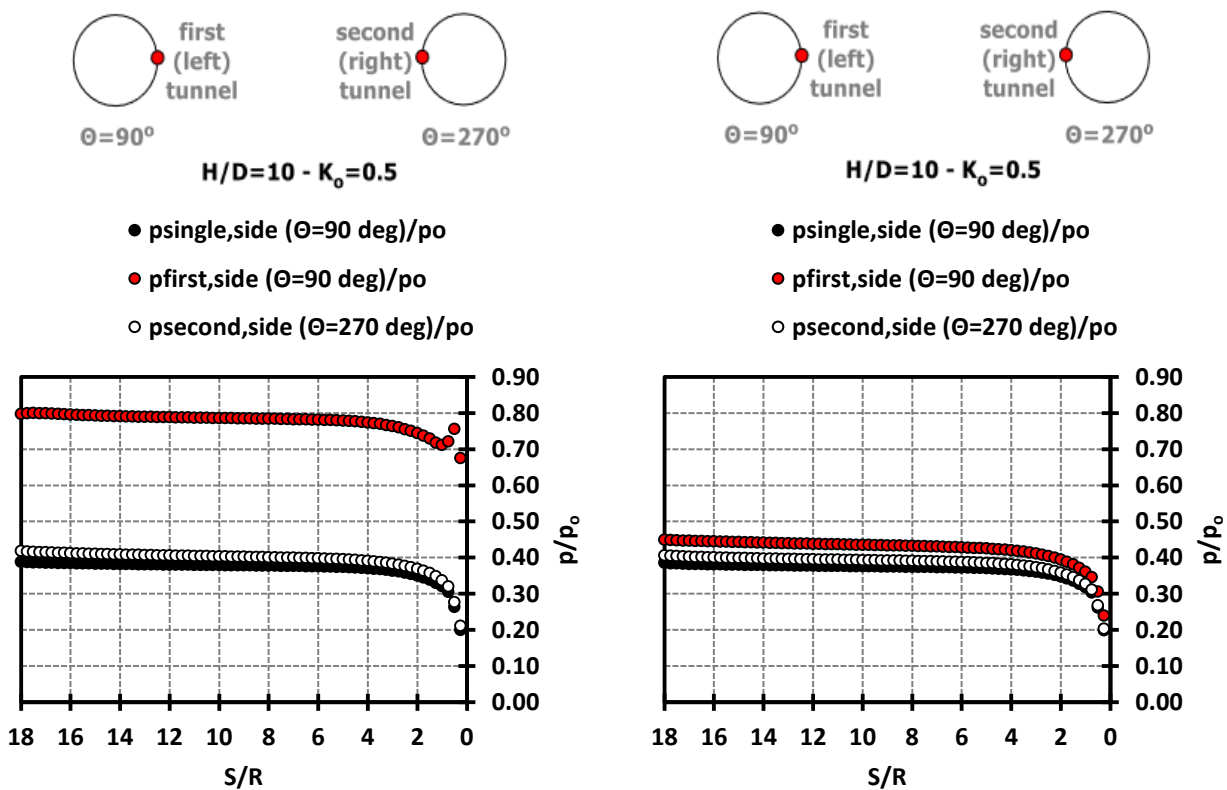 first
(left)
tunnel
second
(right)
tunnel
Θ=90º
Θ=270º
H/D=10 - Ko=0.5
psingle,side (Θ=90 deg)/po
pfirst,side (Θ=90 deg)/po
psecond,side (Θ=270 deg)/po
0.90
0.80
0.70
0.60
0.50
0.40
0.30
0.20
0.10
0.00
p/po
18 16 14 12 10 8 6 4 2 0
S/R
first
(left)
tunnel
second
(right)
tunnel
Θ=90º
Θ=270º
H/D=10 - Ko=0.5
psingle,side (Θ=90 deg)/po
pfirst,side (Θ=90 deg)/po
psecond,side (Θ=270 deg)/po
0.90
0.80
0.70
0.60
0.50
0.40
0.30
0.20
0.10
0.00
p/po
18 16 14 12 10 8 6 4 2 0
S/R